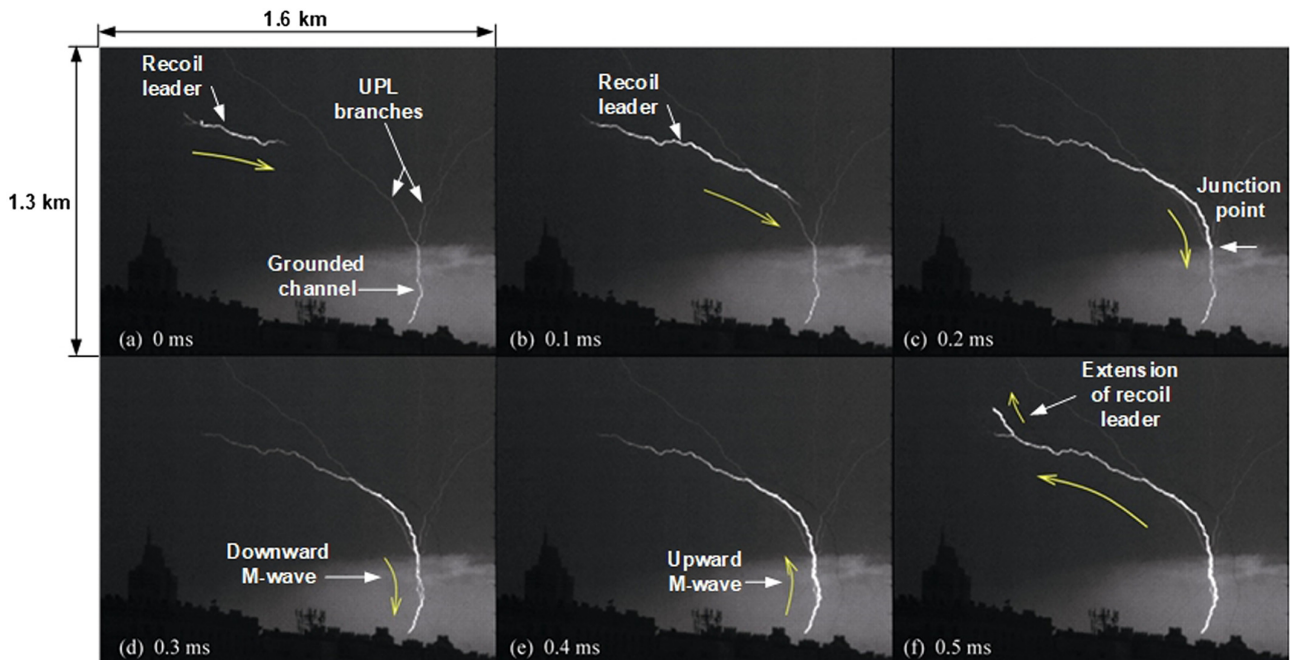 1.6 km
1.3 km
Recoil
leader
UPL
branches
Grounded
channel
(a) 0 ms
Recoil
leader
(b) 0.1 ms
Junction
point
(c) 0.2 ms
Downward
M-wave
(d) 0.3 ms
Upward
M-wave
(e) 0.4 ms
Extension
of recoil
leader
(f) 0.5 ms